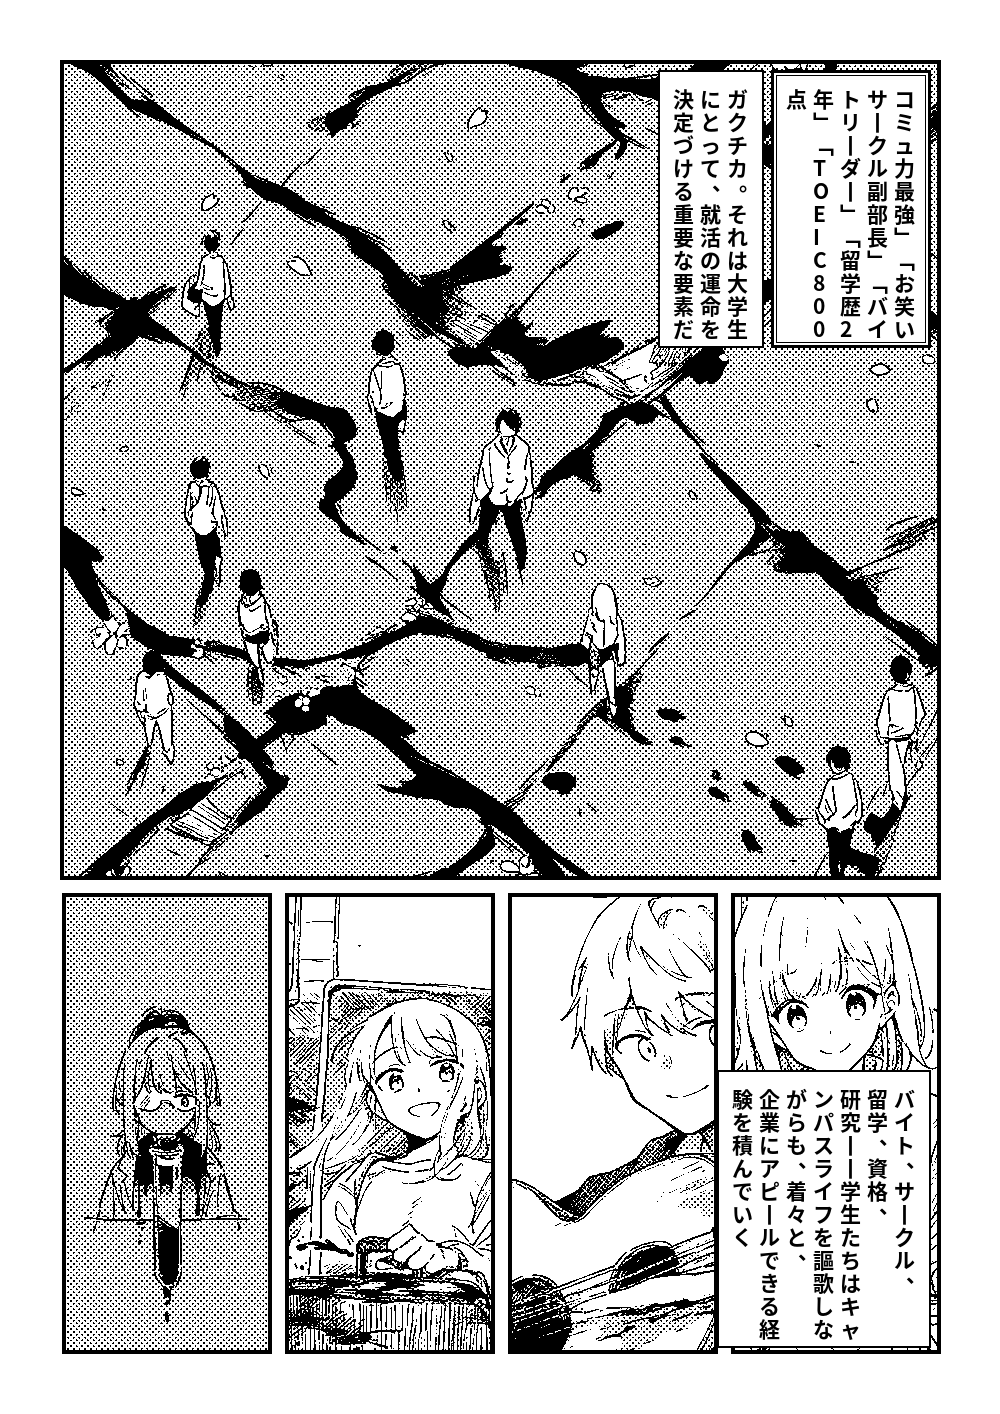 コミュ力最強」「お笑い
サークル副部長」「バイ
トリーダー」「留学歴2
年」「TOEIC800
点
ガクチカ。それは大学生
にとって、就活の運命を
決定づける重要な要素だ
バイト、サークル、
留学、資格、
研究――学生たちはキャ
ンパスライフを謳歌しな
がらも、着々と、
企業にアピールできる経
験を積んでいく